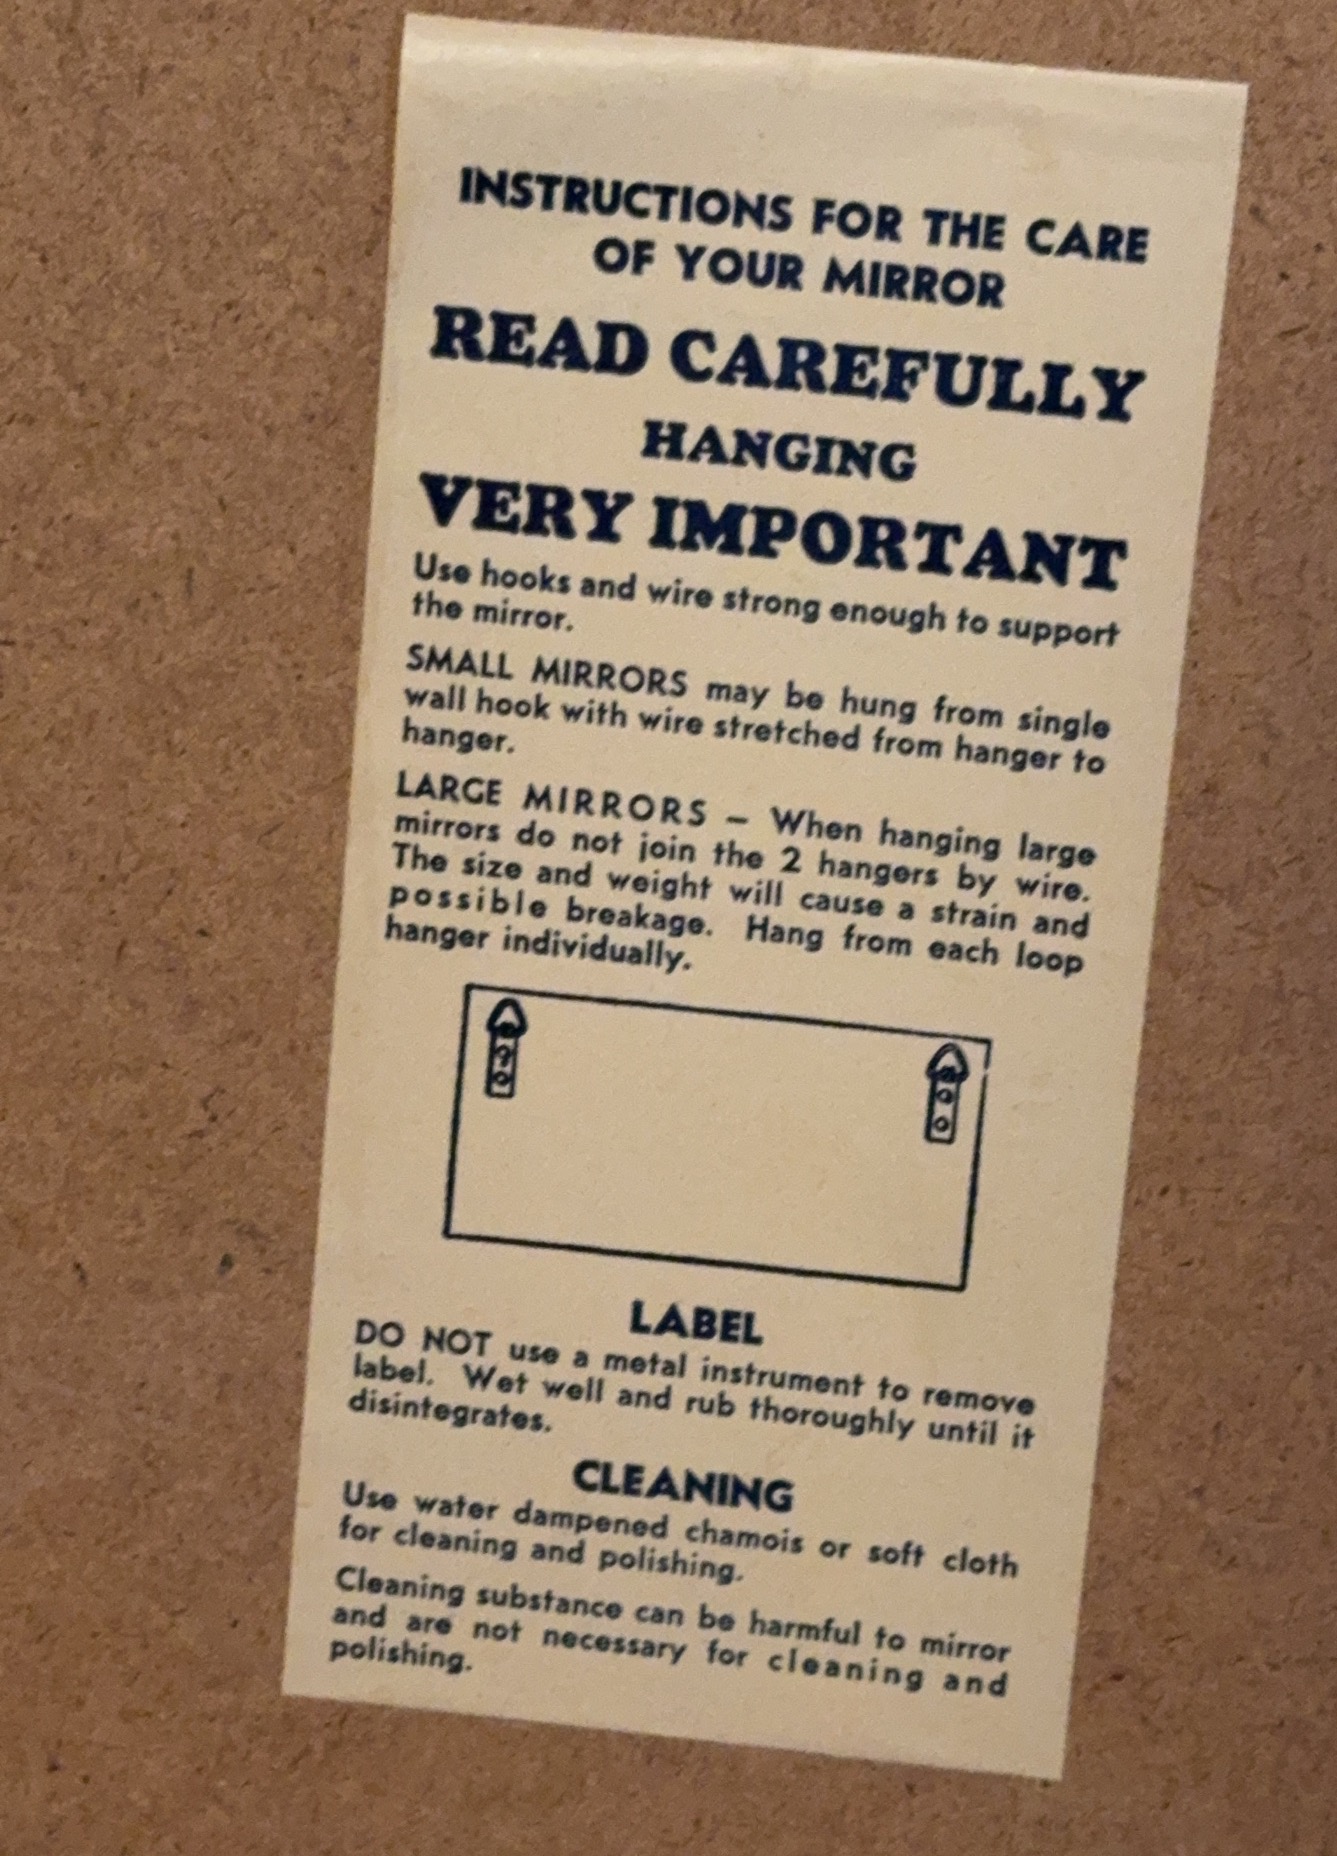 INSTRUCTIONS FOR THE CARE
OF YOUR MIRROR
READ CAREFULLY
HANGING
VERY IMPORTANT
Use hooks and wire strong enough to support
the mirror.
SMALL MIRRORS may be hung from single
wall hook with wire stretched from hanger to
hanger.
LARGE MIRRORS – When hanging large
mirrors do not join the 2 hangers by wire.
The size and weight will cause a strain and
possible breakage. Hang from each loop
hanger individually.
LABEL
DO NOT use a metal instrument to remove
label. Wet well and rub thoroughly until it
disintegrates.
CLEANING
Use water dampened chamois or soft cloth
for cleaning and polishing.
Cleaning substance can be harmful to mirror
and are not necessary for cleaning and
polishing.